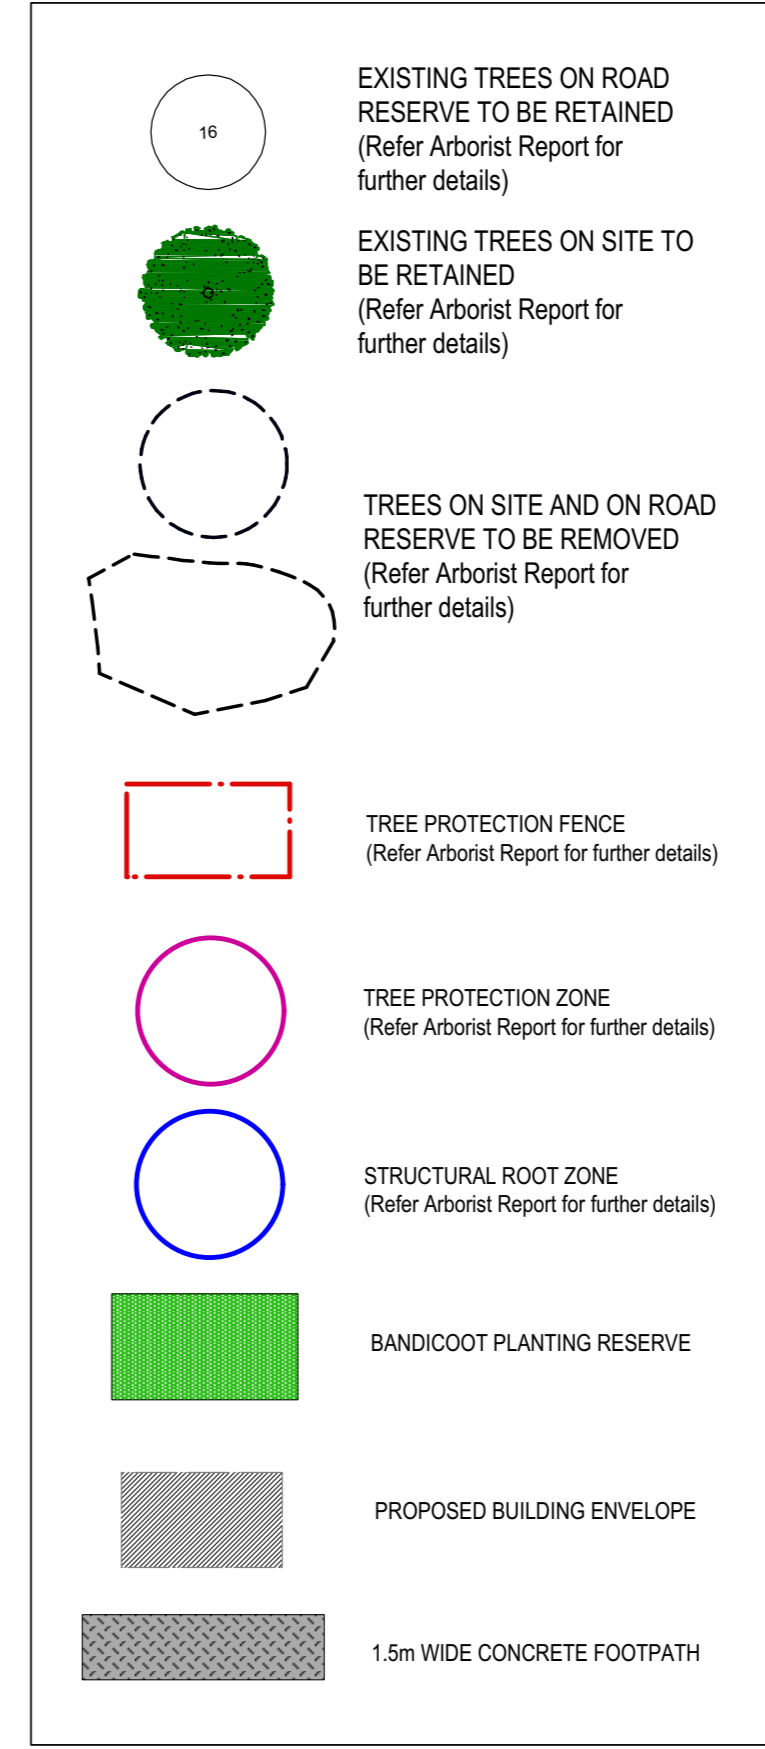 16
EXISTING TREES ON ROAD
RESERVE TO BE RETAINED
(Refer Arborist Report for
further details)
EXISTING TREES ON SITE TO
BE RETAINED
(Refer Arborist Report for
further details)
TREES ON SITE AND ON ROAD
RESERVE TO BE REMOVED
(Refer Arborist Report for
further details)
TREE PROTECTION FENCE
(Refer Arborist Report for further details)
TREE PROTECTION ZONE
(Refer Arborist Report for further details)
STRUCTURAL ROOT ZONE
(Refer Arborist Report for further details)
BANDICOOT PLANTING RESERVE
PROPOSED BUILDING ENVELOPE
1.5m WIDE CONCRETE FOOTPATH